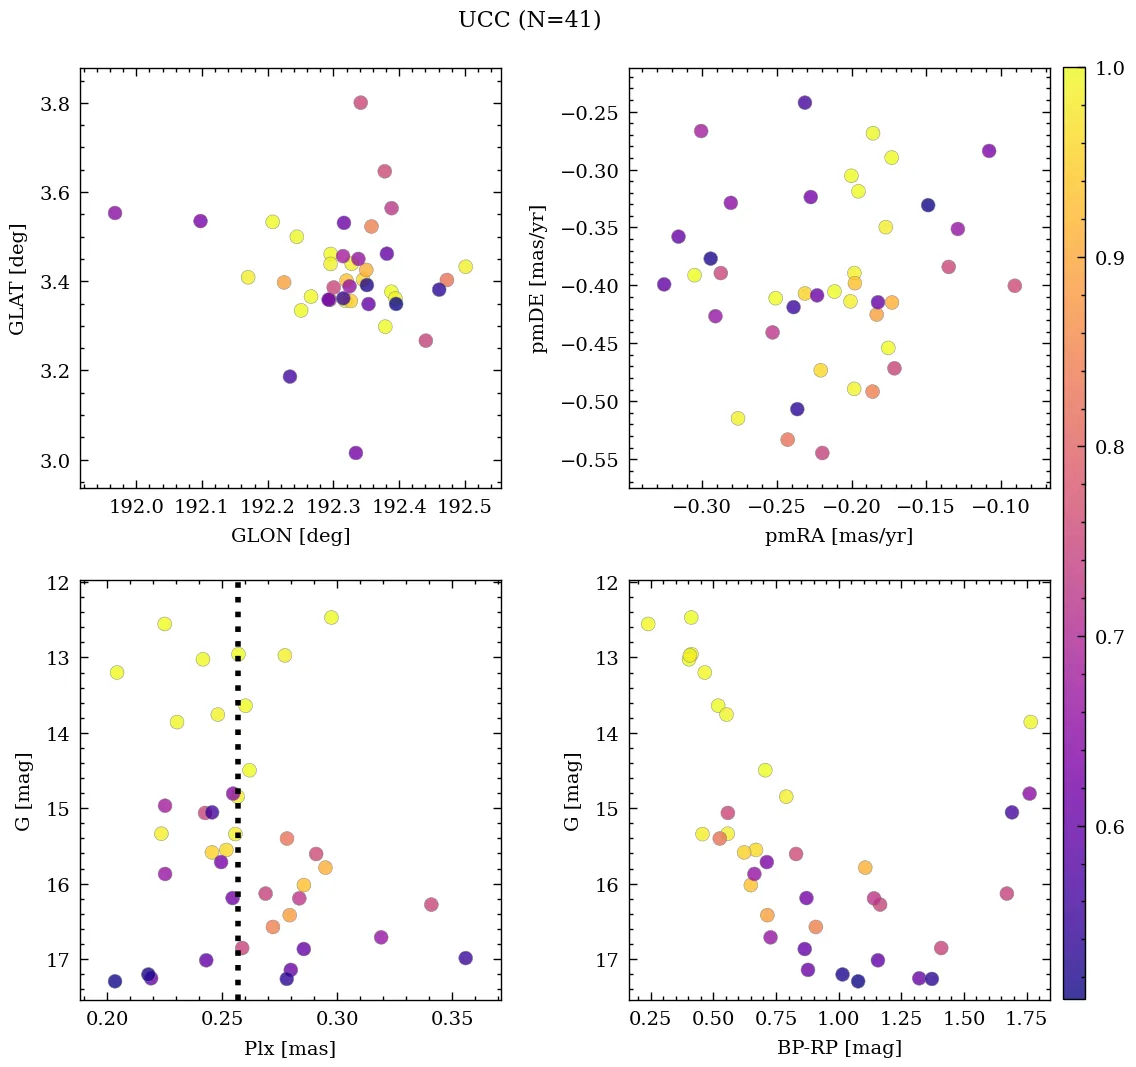 UCC (N=41)
3.8
3.6
3.4
3.2
3.0
GLAT [deg]
192.0 192.1 192.2 192.3 192.4 192.5
GLON [deg]
−0.25
−0.30
−0.35
−0.40
−0.45
−0.50
−0.55
pmDE [mas/yr]
−0.30 −0.25 −0.20 −0.15 −0.10
pmRA [mas/yr]
1.0
0.9
0.8
0.7
0.6
12
13
14
15
16
17
G [mag]
0.20 0.25 0.30 0.35
Plx [mas]
12
13
14
15
16
17
G [mag]
0.25 0.50 0.75 1.00 1.25 1.50 1.75
BP-RP [mag]